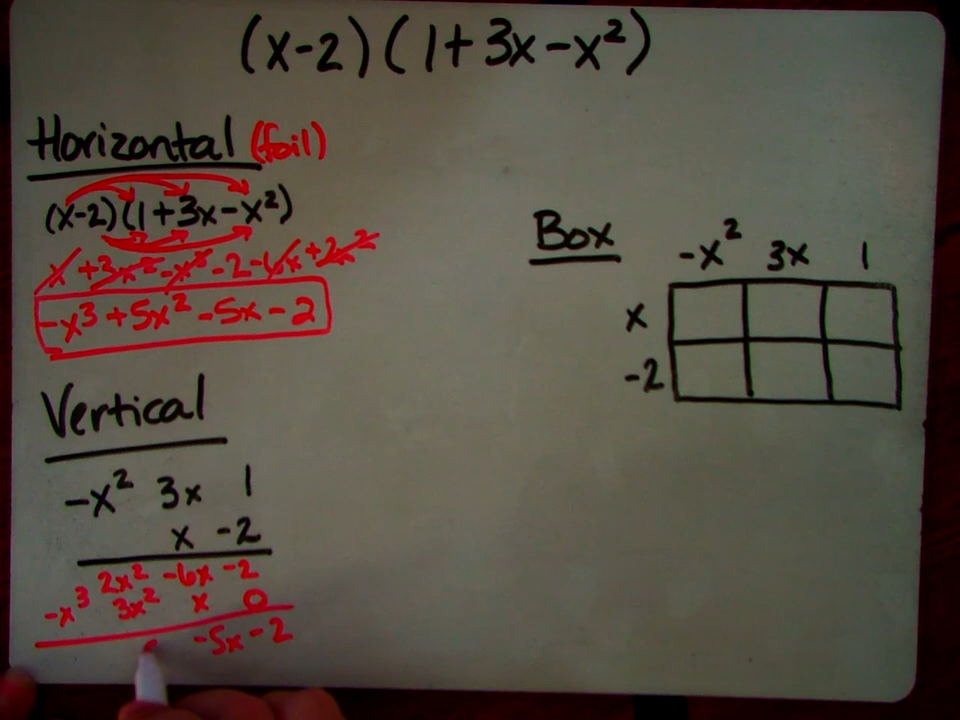 (x-2)(1+3x-x²)
Horizontal (foil)
(x-2)(1+3x-x²)
x+3x²-x³-2-6x+2x²
-x³+5x²-5x-2
Vertical
-x² 3x 1
x -2
2x² -6x -2
-x³ 3x² x 0
-5x-2
Box
-x² 3x 1
x
-2